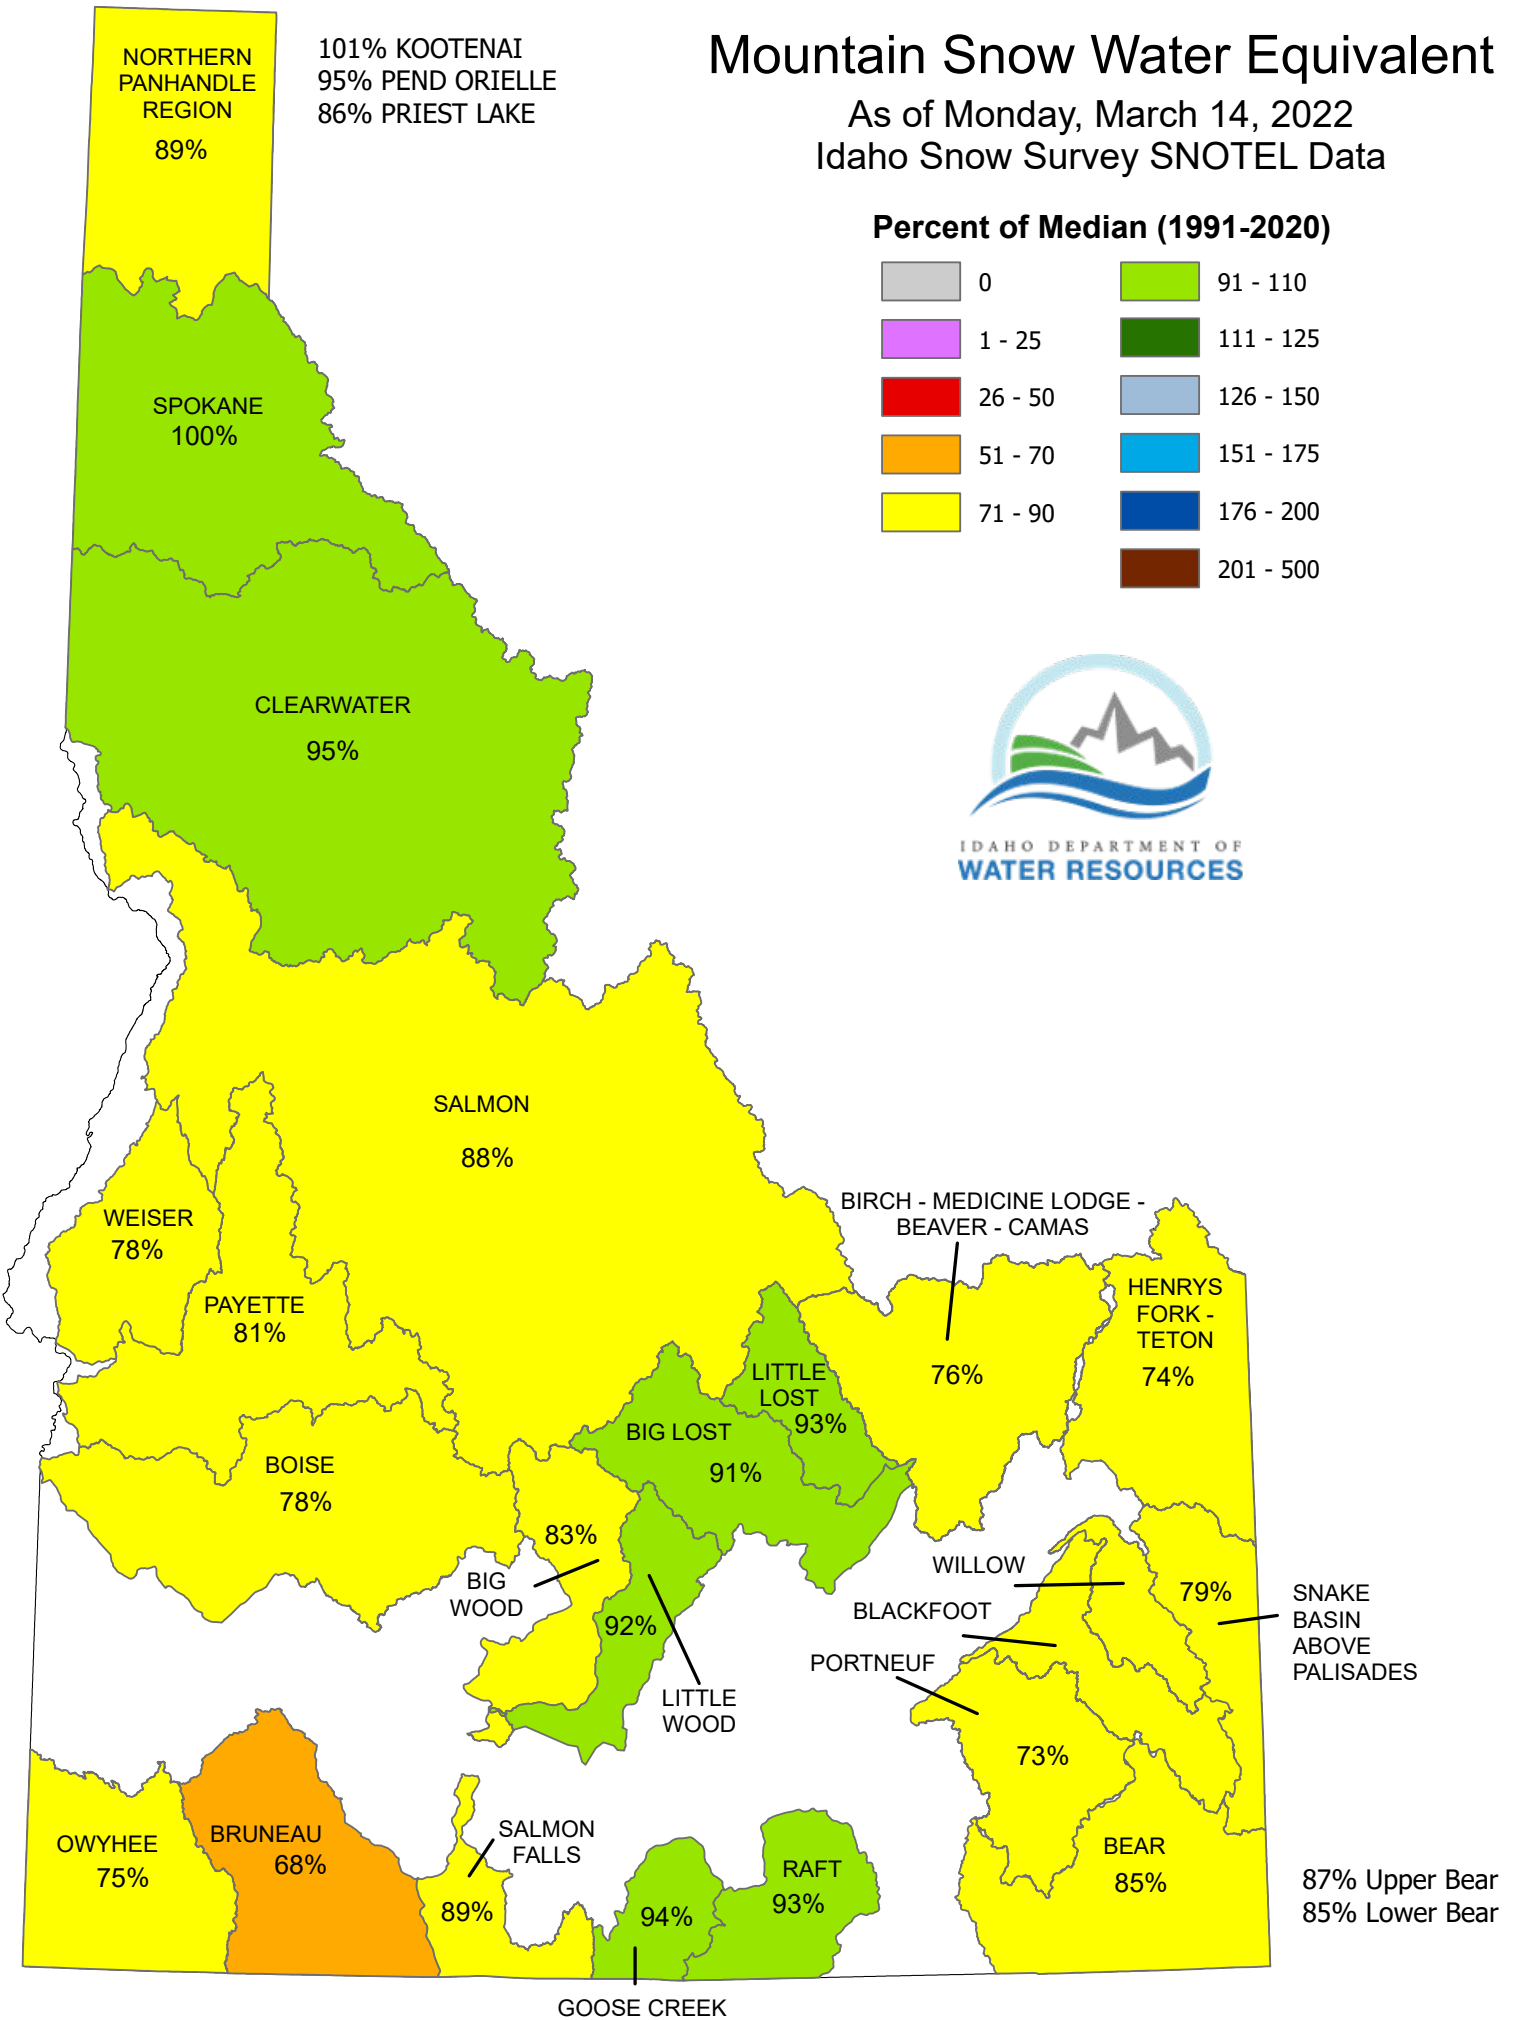 Mountain Snow Water Equivalent
As of Monday, March 14, 2022
Idaho Snow Survey SNOTEL Data
Percent of Median (1991-2020)
0
1 - 25
26 - 50
51 - 70
71 - 90
91 - 110
111 - 125
126 - 150
151 - 175
176 - 200
201 - 500
IDAHO DEPARTMENT OF
WATER RESOURCES
NORTHERN
PANHANDLE
REGION
89%
101% KOOTENAI
95% PEND ORIELLE
86% PRIEST LAKE
SPOKANE
100%
CLEARWATER
95%
SALMON
88%
WEISER
78%
PAYETTE
81%
BOISE
78%
BIRCH - MEDICINE LODGE -
BEAVER - CAMAS
76%
HENRYS
FORK -
TETON
74%
LITTLE
LOST
93%
BIG LOST
91%
83%
BIG
WOOD
92%
LITTLE
WOOD
WILLOW
BLACKFOOT
PORTNEUF
73%
79%
SNAKE
BASIN
ABOVE
PALISADES
OWYHEE
75%
BRUNEAU
68%
SALMON
FALLS
89%
94%
GOOSE CREEK
RAFT
93%
BEAR
85%
87% Upper Bear
85% Lower Bear